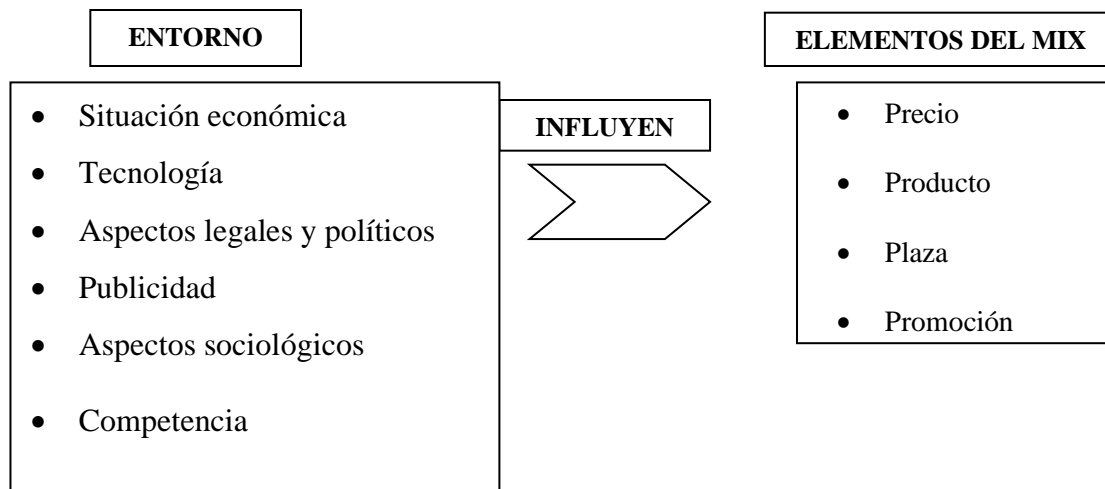 ENTORNO
• Situación económica
• Tecnología
• Aspectos legales y políticos
• Publicidad
• Aspectos sociológicos
• Competencia
INFLUYEN
ELEMENTOS DEL MIX
• Precio
• Producto
• Plaza
• Promoción